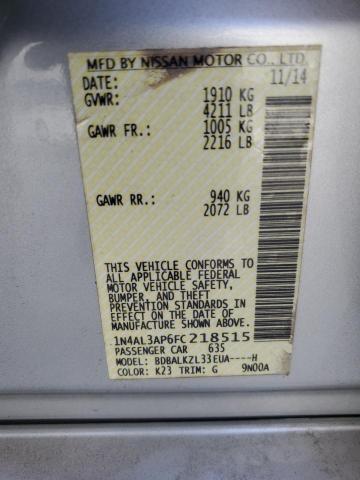 MFD BY NISSAN MOTOR CO., LTD.
DATE: 11/14
GVWR: 1910 KG
4211 LB
GAWR FR.: 1005 KG
2216 LB
GAWR RR.: 940 KG
2072 LB
THIS VEHICLE CONFORMS TO
ALL APPLICABLE FEDERAL
MOTOR VEHICLE SAFETY,
BUMPER, AND THEFT
PREVENTION STANDARDS
IN EFFECT ON THE DATE OF
MANUFACTURE SHOWN ABOVE.
1N4AL3AP6FC218515
PASSENGER CAR 635
MODEL: BDBALKZL33EUA----H
COLOR: K23 TRIM: G 9N00A